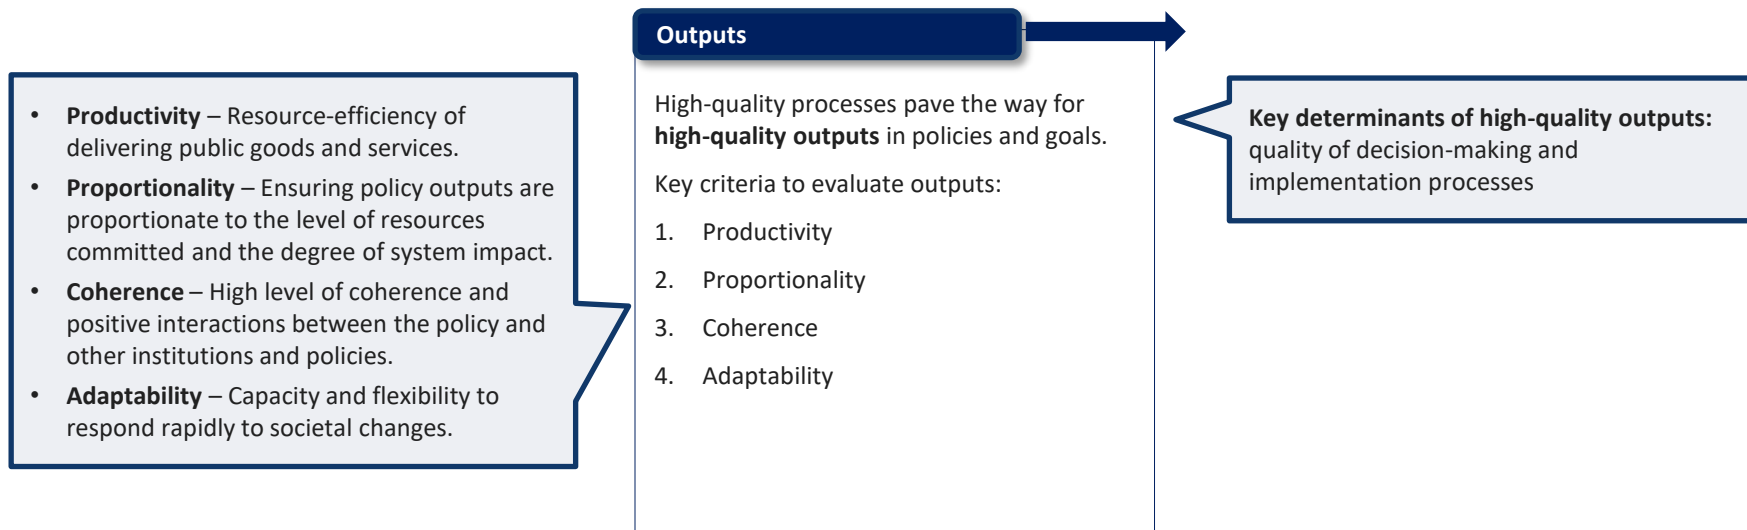 Outputs
• Productivity – Resource-efficiency of
delivering public goods and services.
• Proportionality – Ensuring policy outputs are
proportionate to the level of resources
committed and the degree of system impact.
• Coherence – High level of coherence and
positive interactions between the policy and
other institutions and policies.
• Adaptability – Capacity and flexibility to
respond rapidly to societal changes.
High-quality processes pave the way for
high-quality outputs in policies and goals.
Key criteria to evaluate outputs:
1. Productivity
2. Proportionality
3. Coherence
4. Adaptability
Key determinants of high-quality outputs:
quality of decision-making and
implementation processes